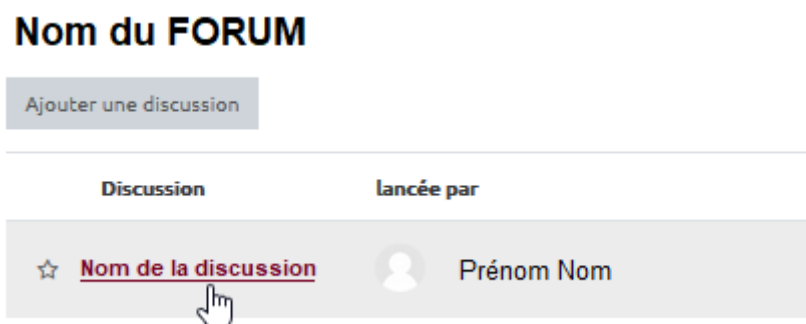 Nom du FORUM
Ajouter une discussion
Discussion lancée par
Nom de la discussion Prénom Nom